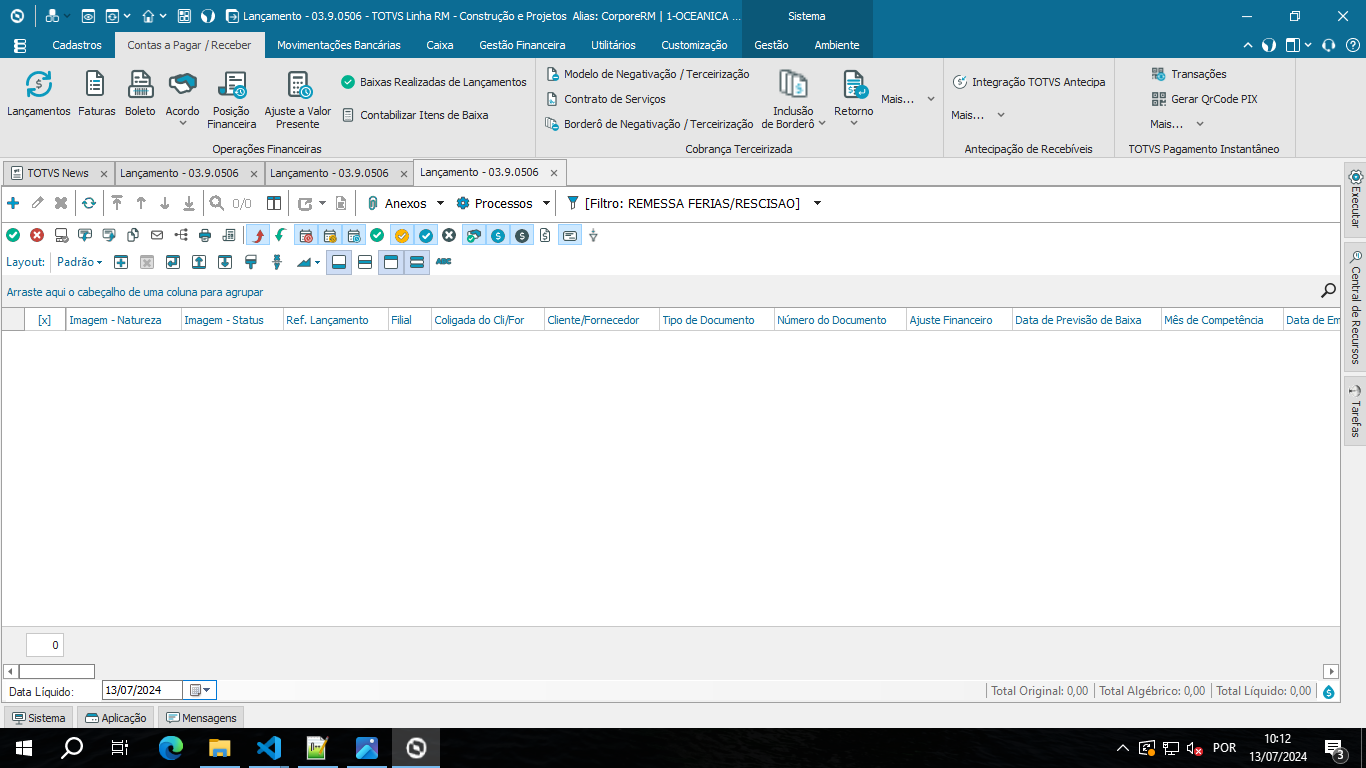 Lançamento - 03.9.0506 - TOTVS Linha RM - Construção e Projetos  Alias: CorporeRM | 1-OCEANICA ...
Sistema
Cadastros
Contas a Pagar / Receber
Movimentações Bancárias
Caixa
Gestão Financeira
Utilitários
Customização
Gestão
Ambiente
Lançamentos
Faturas
Boleto
Acordo
Posição
Financeira
Ajuste a Valor
Presente
Baixas Realizadas de Lançamentos
Contabilizar Itens de Baixa
Operações Financeiras
Modelo de Negativação / Terceirização
Contrato de Serviços
Borderô de Negativação / Terceirização
Inclusão
de Borderô
Retorno
Mais...
Cobrança Terceirizada
Integração TOTVS Antecipa
Mais...
Antecipação de Recebíveis
Transações
Gerar QrCode PIX
Mais...
TOTVS Pagamento Instantâneo
TOTVS News
Lançamento - 03.9.0506
Lançamento - 03.9.0506
Lançamento - 03.9.0506
0/0
Anexos
Processos
[Filtro: REMESSA FERIAS/RESCISAO]
Layout:
Padrão
ABC
Arraste aqui o cabeçalho de uma coluna para agrupar
[x]
Imagem - Natureza
Imagem - Status
Ref. Lançamento
Filial
Coligada do Cli/For
Cliente/Fornecedor
Tipo de Documento
Número do Documento
Ajuste Financeiro
Data de Previsão de Baixa
Mês de Competência
Data de Em
Executar
Central de Recursos
Tarefas
0
Data Líquido:
13/07/2024
Total Original: 0,00
Total Algébrico: 0,00
Total Líquido: 0,00
Sistema
Aplicação
Mensagens
POR
10:12
13/07/2024
3